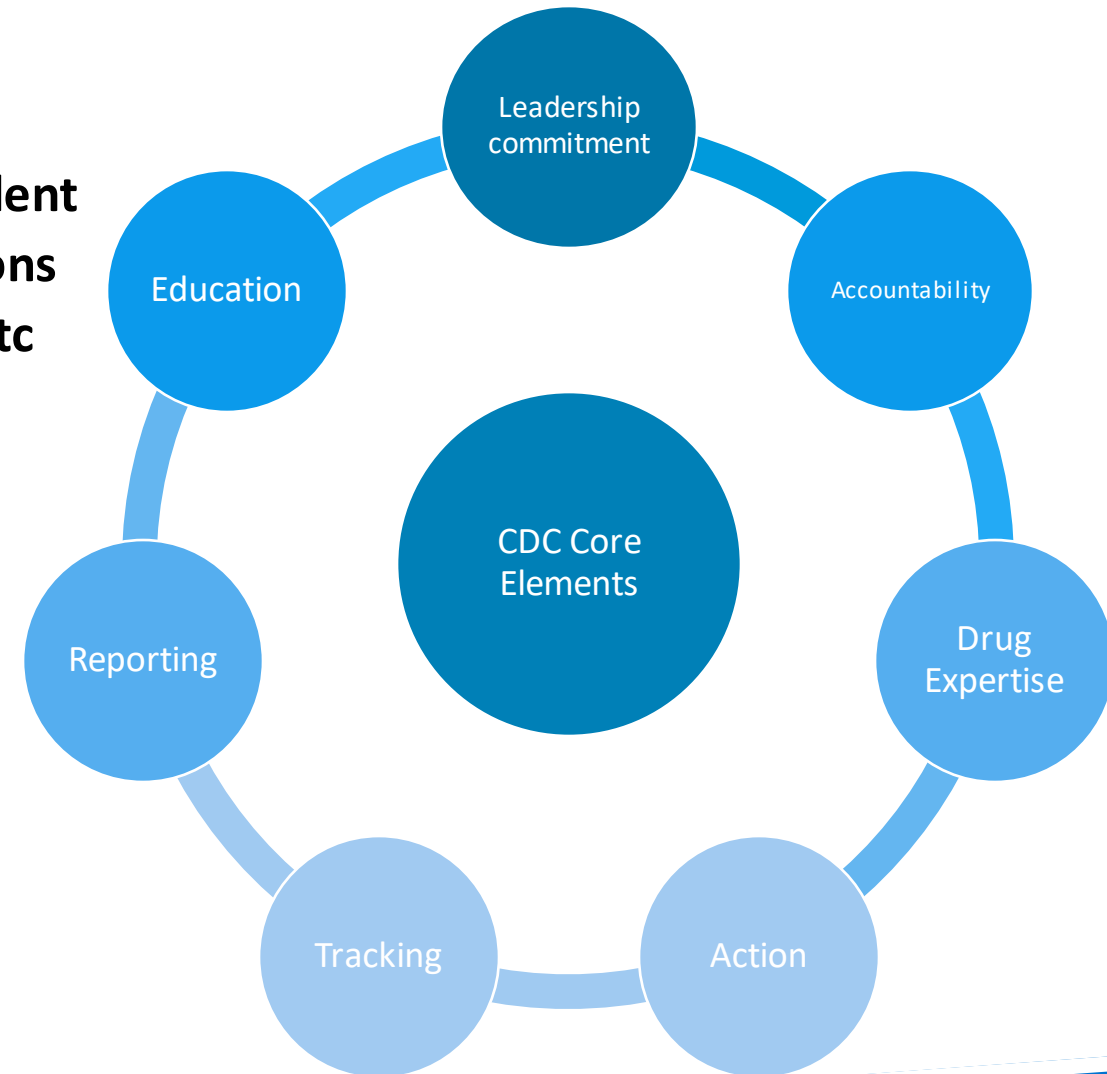 Leadership
commitment
Accountability
Drug
Expertise
Action
Tracking
Reporting
Education
CDC Core
Elements